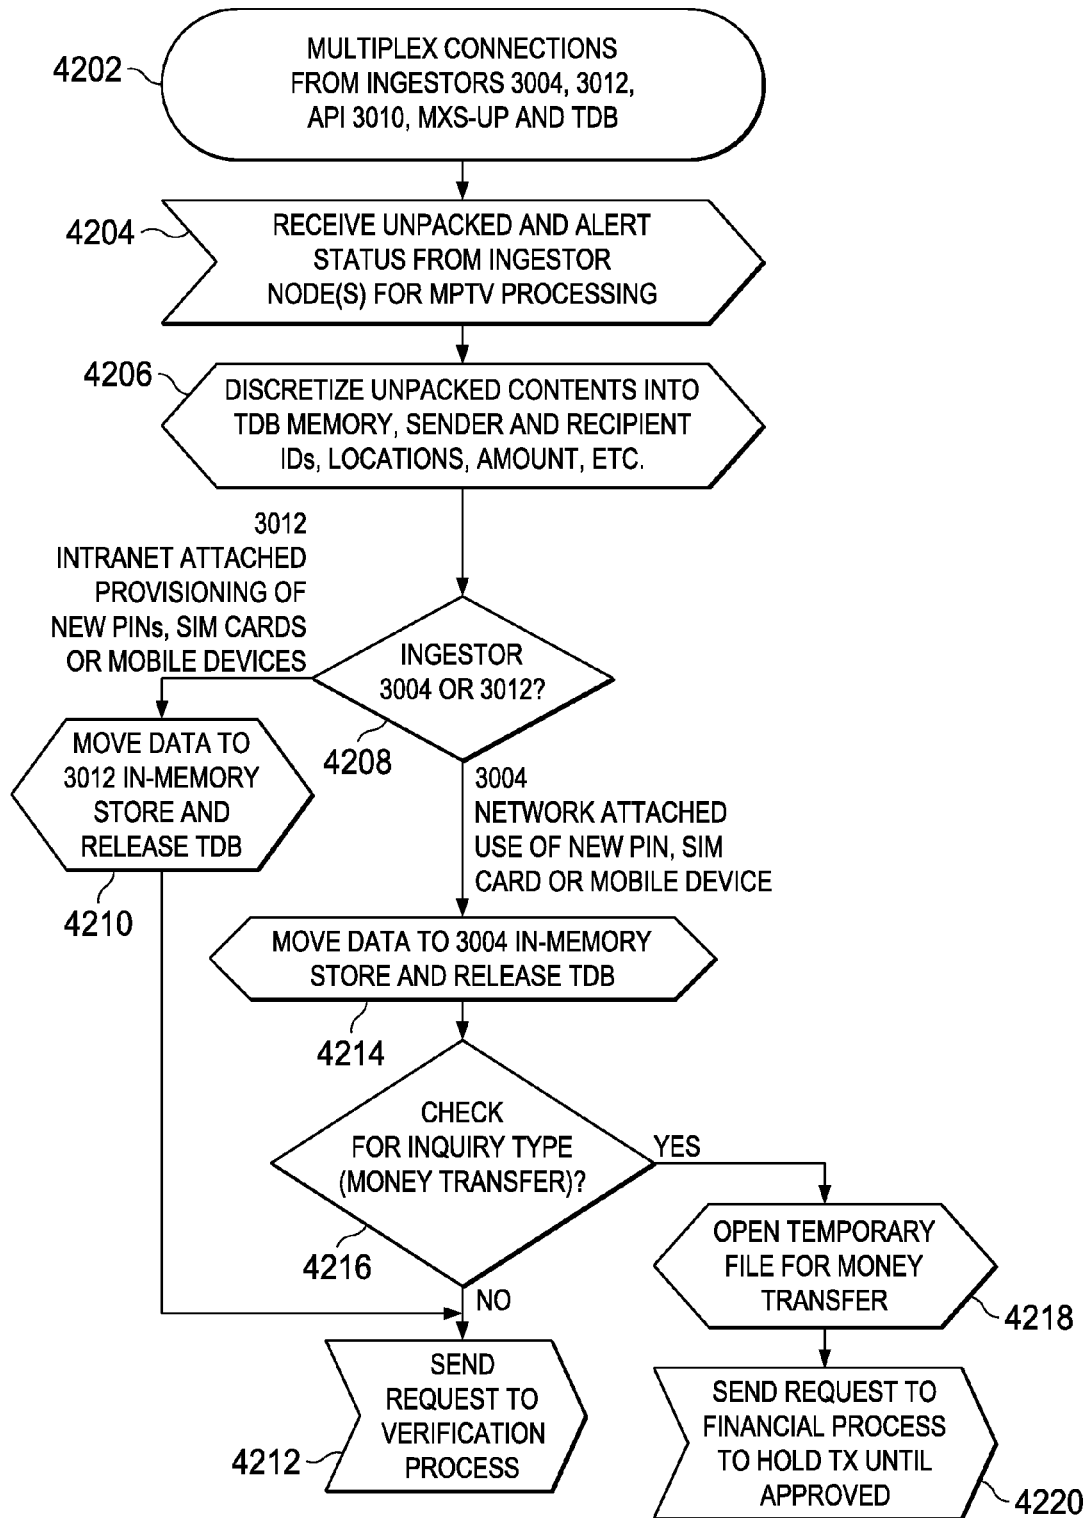 4202
MULTIPLEX CONNECTIONS
FROM INGESTORS 3004, 3012,
API 3010, MXS-UP AND TDB
4204
RECEIVE UNPACKED AND ALERT
STATUS FROM INGESTOR
NODE(S) FOR MPTV PROCESSING
4206
DISCRETIZE UNPACKED CONTENTS INTO
TDB MEMORY, SENDER AND RECIPIENT
IDs, LOCATIONS, AMOUNT, ETC.
3012
INTRANET ATTACHED
PROVISIONING OF
NEW PINs, SIM CARDS
OR MOBILE DEVICES
INGESTOR
3004 OR 3012?
4208
MOVE DATA TO
3012 IN-MEMORY
STORE AND
RELEASE TDB
4210
3004
NETWORK ATTACHED
USE OF NEW PIN, SIM
CARD OR MOBILE DEVICE
MOVE DATA TO 3004 IN-MEMORY
STORE AND RELEASE TDB
4214
CHECK
FOR INQUIRY TYPE
(MONEY TRANSFER)?
4216
YES
NO
OPEN TEMPORARY
FILE FOR MONEY
TRANSFER
4218
SEND
REQUEST TO
VERIFICATION
PROCESS
4212
SEND REQUEST TO
FINANCIAL PROCESS
TO HOLD TX UNTIL
APPROVED
4220